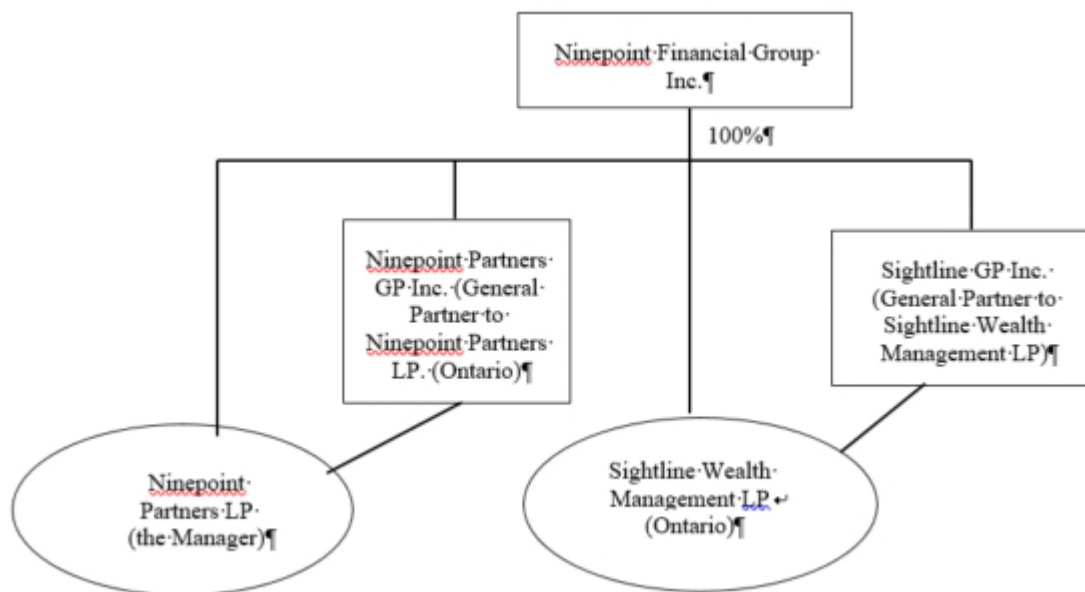 Ninepoint Financial Group
Inc.¶
100%¶
Ninepoint Partners
GP Inc. (General
Partner to
Ninepoint Partners
LP. (Ontario)¶
Sightline GP Inc.
(General Partner to
Sightline Wealth
Management LP)¶
Ninepoint
Partners LP
(the Manager)¶
Sightline Wealth
Management LP ↵
(Ontario)¶